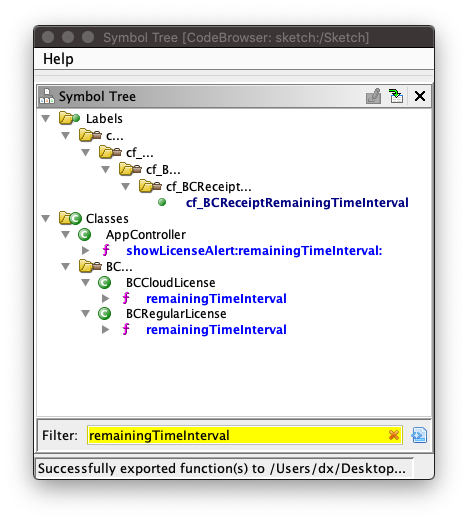 Symbol Tree [CodeBrowser: sketch:/Sketch]
Help
Symbol Tree
Labels
c...
cf_...
cf_B...
cf_BCReceipt...
cf_BCReceiptRemainingTimeInterval
Classes
AppController
showLicenseAlert:remainingTimeInterval:
BC...
BCCloudLicense
remainingTimeInterval
BCRegularLicense
remainingTimeInterval
Filter: remainingTimeInterval
Successfully exported function(s) to /Users/dx/Desktop...